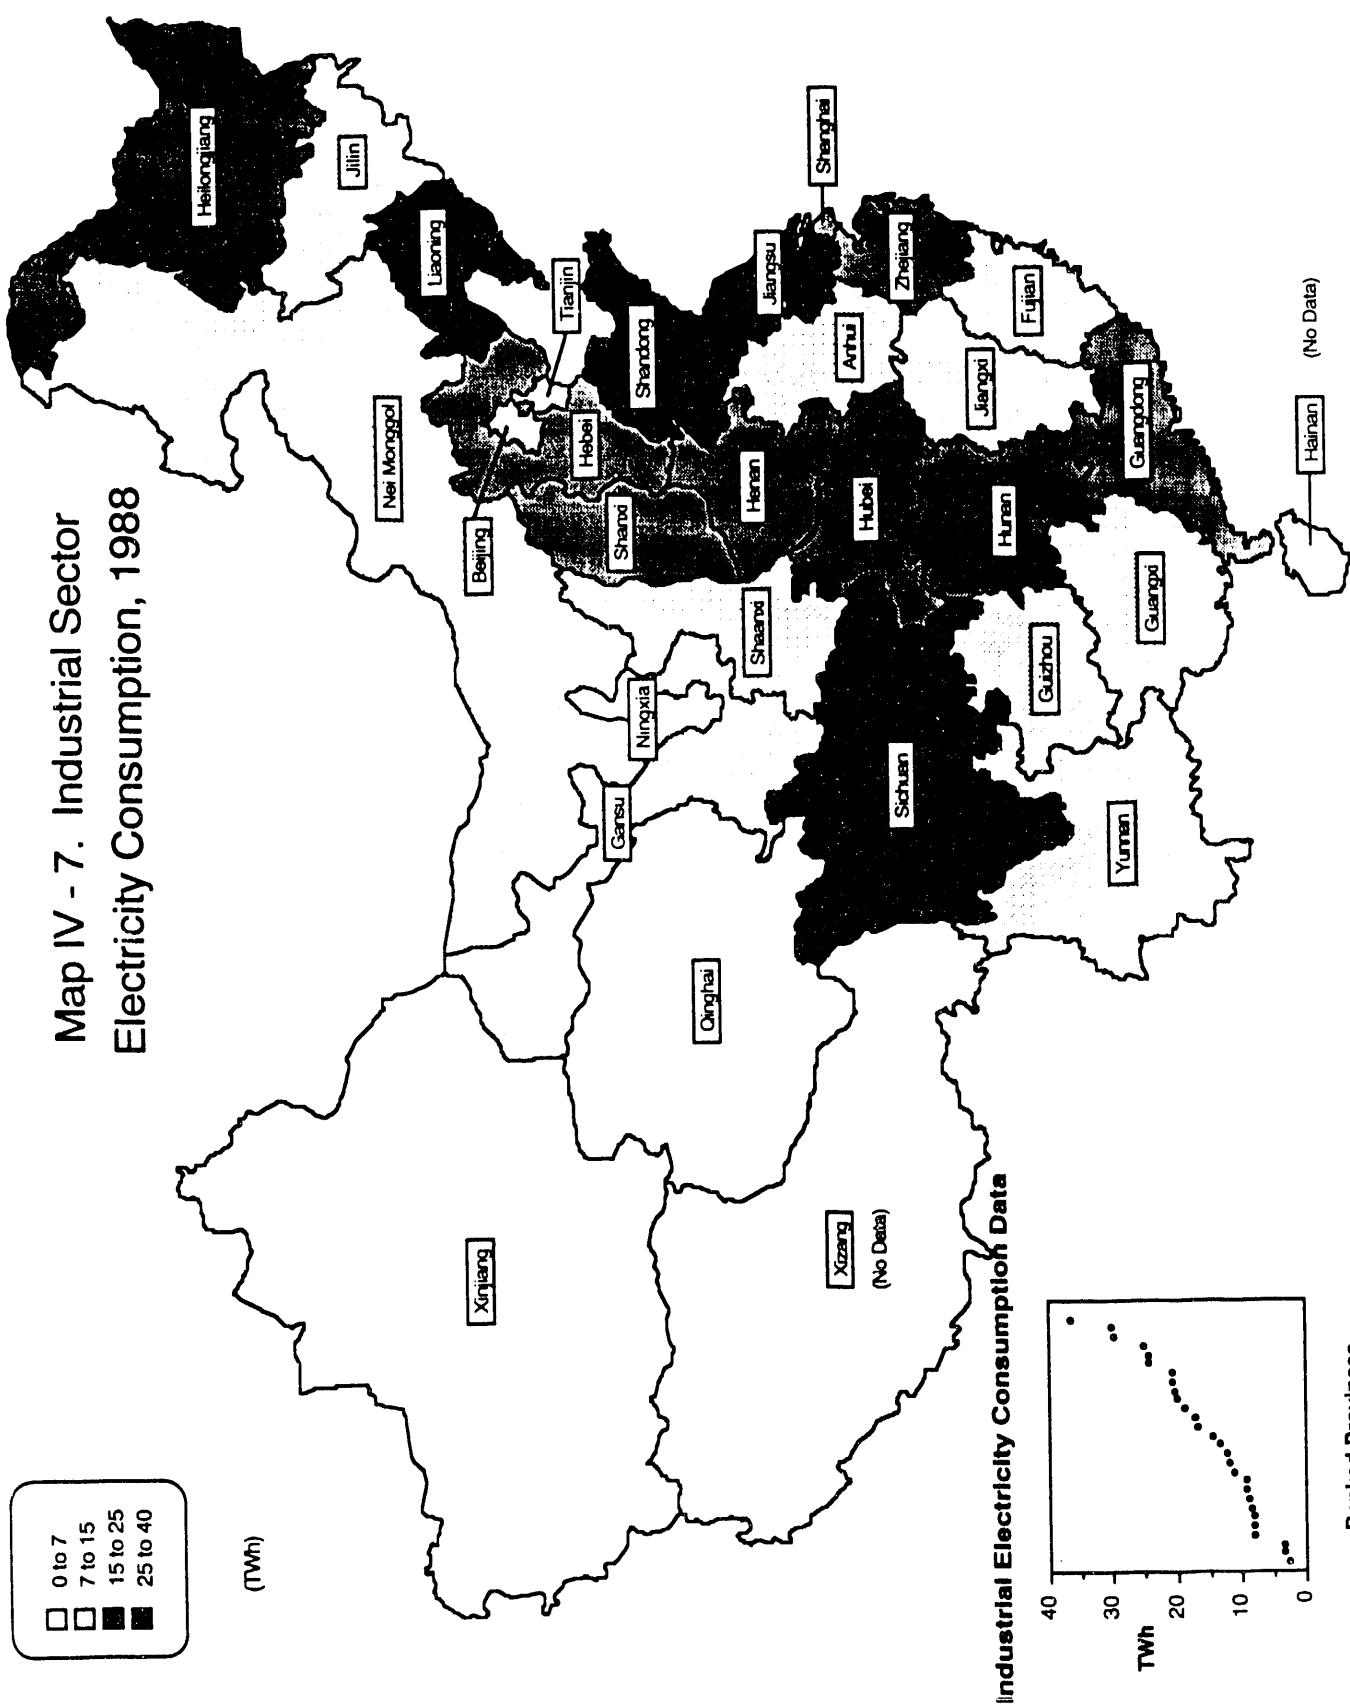 Map IV - 7. Industrial Sector
Electricity Consumption, 1988
0 to 7
7 to 15
15 to 25
25 to 40
(TWh)
Heilongjiang
Jilin
Liaoning
Nei Monggol
Beijing
Tianjin
Hebei
Shanxi
Shandong
Henan
Jiangsu
Shanghai
Anhui
Zhejiang
Hubei
Hunan
Jiangxi
Fujian
Guangdong
Guangxi
Hainan
(No Data)
Shaanxi
Ningxia
Gansu
Guizhou
Sichuan
Yunnan
Qinghai
Xinjiang
Xizang
(No Data)
Industrial Electricity Consumption Data
40
30
20
10
0
TWh
Ranked Provinces